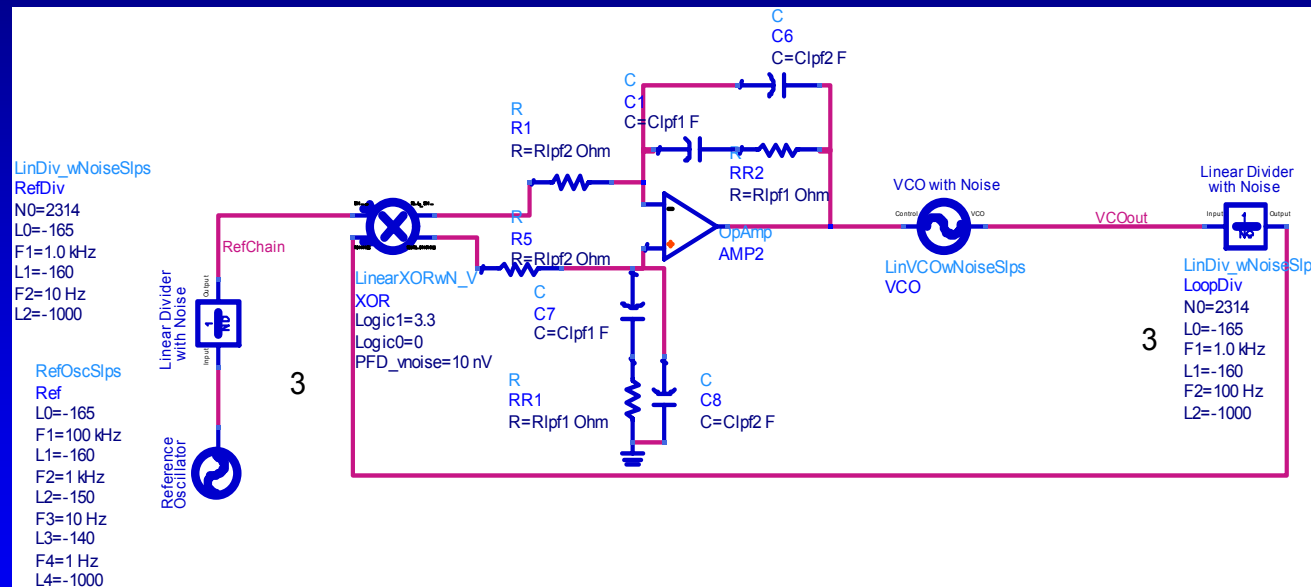 C
C6
C=Clpf2 F
C
C1
C=Clpf1 F
R
R1
R=Rlpf2 Ohm
R
RR2
R=Rlpf1 Ohm
LinDiv_wNoiseSlps
RefDiv
N0=2314
L0=-165
F1=1.0 kHz
L1=-160
F2=10 Hz
L2=-1000
RefChain
Output
Linear Divider
with Noise
Input
1
RefOscSlps
Ref
L0=-165
F1=100 kHz
L1=-160
F2=1 kHz
L2=-150
F3=10 Hz
L3=-140
F4=1 Hz
L4=-1000
Reference
Oscillator
3
LinearXORwN_V
XOR
Logic1=3.3
Logic0=0
PFD_vnoise=10 nV
R
R5
R=Rlpf2 Ohm
C
C7
C=Clpf1 F
R
RR1
R=Rlpf1 Ohm
C
C8
C=Clpf2 F
OpAmp
AMP2
VCO with Noise
Control
VCO
LinVCOwNoiseSlps
VCO
VCOout
Linear Divider
with Noise
Input
1
Output
LinDiv_wNoiseSlp
LoopDiv
N0=2314
L0=-165
F1=1.0 kHz
L1=-160
F2=100 Hz
L2=-1000
3